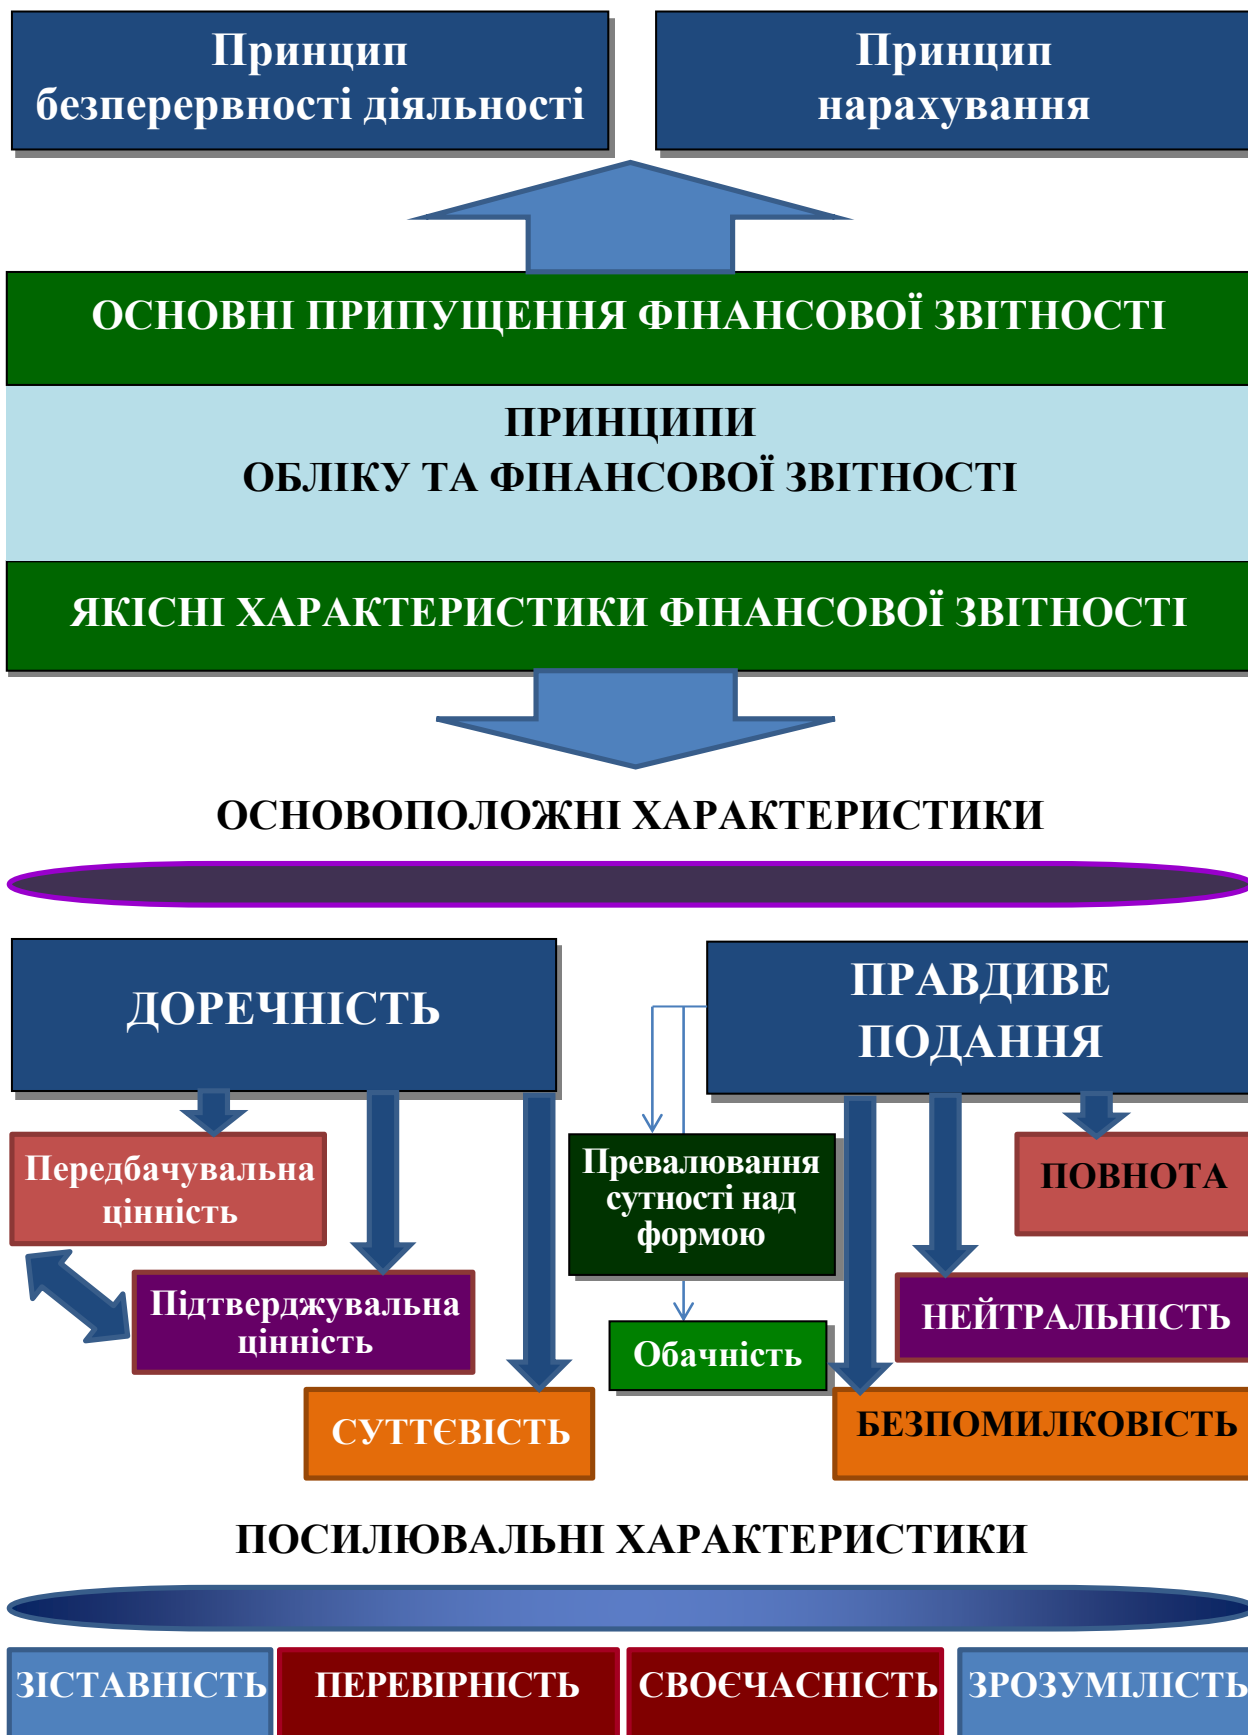 Принцип
безперервності діяльності
Принцип
нарахування
ОСНОВНІ ПРИПУЩЕННЯ ФІНАНСОВОЇ ЗВІТНОСТІ
ПРИНЦИПИ
ОБЛІКУ ТА ФІНАНСОВОЇ ЗВІТНОСТІ
ЯКІСНІ ХАРАКТЕРИСТИКИ ФІНАНСОВОЇ ЗВІТНОСТІ
ОСНОВОПОЛОЖНІ ХАРАКТЕРИСТИКИ
ДОРЕЧНІСТЬ
ПРАВДИВЕ
ПОДАННЯ
Передбачувальна
цінність
Превалювання
сутності над
формою
ПОВНОТА
Підтверджувальна
цінність
НЕЙТРАЛЬНІСТЬ
Обачність
СУТТЄВІСТЬ
БЕЗПОМИЛКОВІСТЬ
ПОСИЛЮВАЛЬНІ ХАРАКТЕРИСТИКИ
ЗІСТАВНІСТЬ
ПЕРЕВІРНІСТЬ
СВОЄЧАСНІСТЬ
ЗРОЗУМІЛІСТЬ